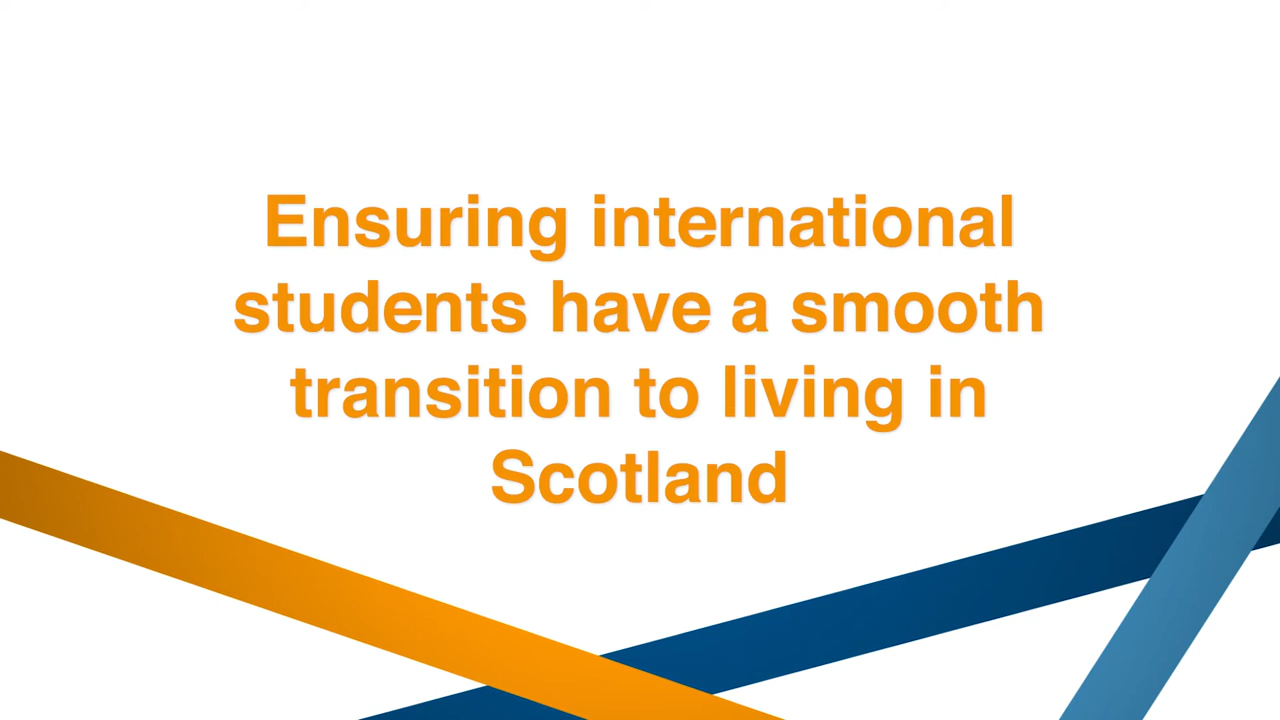 Ensuring international
students have a smooth
transition to living in
Scotland